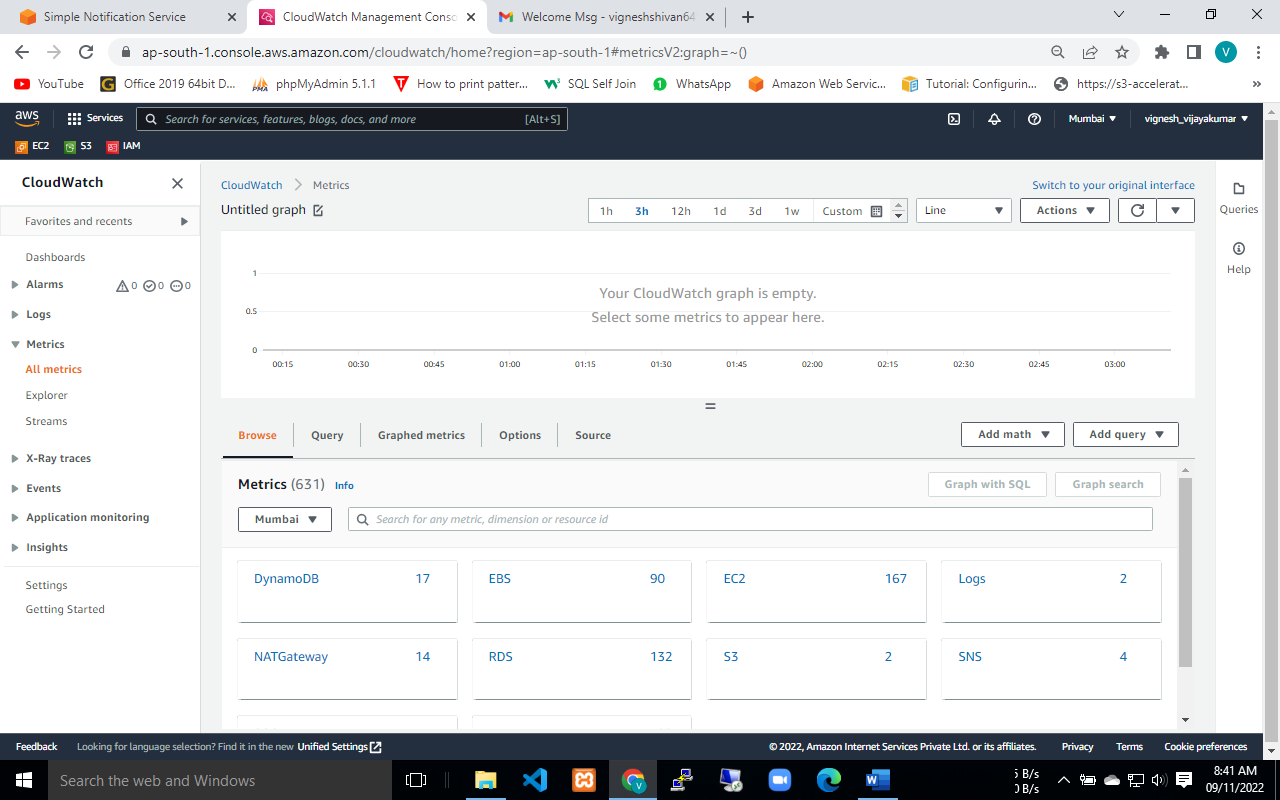 Simple Notification Service
CloudWatch Management Conso
Welcome Msg - vigneshshivan64
ap-south-1.console.aws.amazon.com/cloudwatch/home?region=ap-south-1#metricsV2:graph=~()
V
YouTube
Office 2019 64bit D...
phpMyAdmin 5.1.1
How to print patter...
SQL Self Join
WhatsApp
Amazon Web Servic...
Tutorial: Configurin...
https://s3-accelerat...
»
aws
Services
Search for services, features, blogs, docs, and more
[Alt+S]
Mumbai
vignesh_vijayakumar
EC2
S3
IAM
CloudWatch
Favorites and recents
Dashboards
Alarms
0
0
0
Logs
Metrics
All metrics
Explorer
Streams
X-Ray traces
Events
Application monitoring
Insights
Settings
Getting Started
CloudWatch
Metrics
Switch to your original interface
Untitled graph
1h
3h
12h
1d
3d
1w
Custom
Line
Actions
Queries
Help
1
0.5
0
Your CloudWatch graph is empty.
Select some metrics to appear here.
00:15
00:30
00:45
01:00
01:15
01:30
01:45
02:00
02:15
02:30
02:45
03:00
Browse
Query
Graphed metrics
Options
Source
Add math
Add query
Metrics (631)
Info
Graph with SQL
Graph search
Mumbai
Search for any metric, dimension or resource id
DynamoDB 17
EBS 90
EC2 167
Logs 2
NATGateway 14
RDS 132
S3 2
SNS 4
Feedback
Looking for language selection? Find it in the new Unified Settings
© 2022, Amazon Internet Services Private Ltd. or its affiliates.
Privacy
Terms
Cookie preferences
Search the web and Windows
B/s
B/s
8:41 AM
09/11/2022